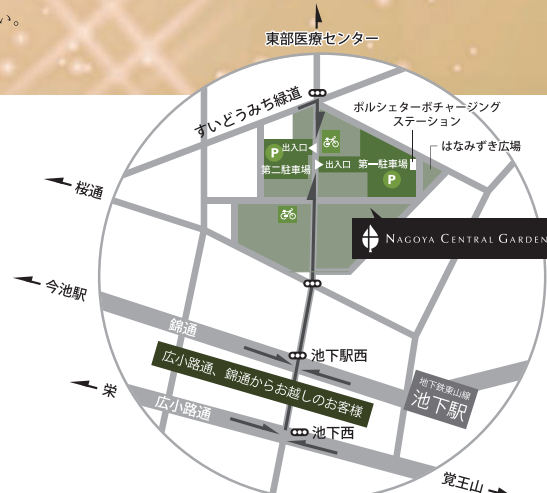 い。
東部医療センター
すいどうみち緑道
ポルシェターボチャージング
ステーション
はなみずき広場
P 出入口
第二駐車場
出入口 第一駐車場
P
桜通
NAGOYA CENTRAL GARDEN
今池駅
錦通
池下駅西
広小路通、錦通からお越しのお客様
地下鉄東山線
池下駅
栄
広小路通
池下西
覚王山